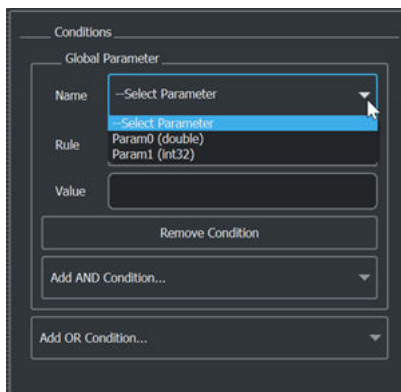 Conditions
Global Parameter
Name
--Select Parameter
--Select Parameter
Rule
Param0 (double)
Param1 (int32)
Value
Remove Condition
Add AND Condition...
Add OR Condition...